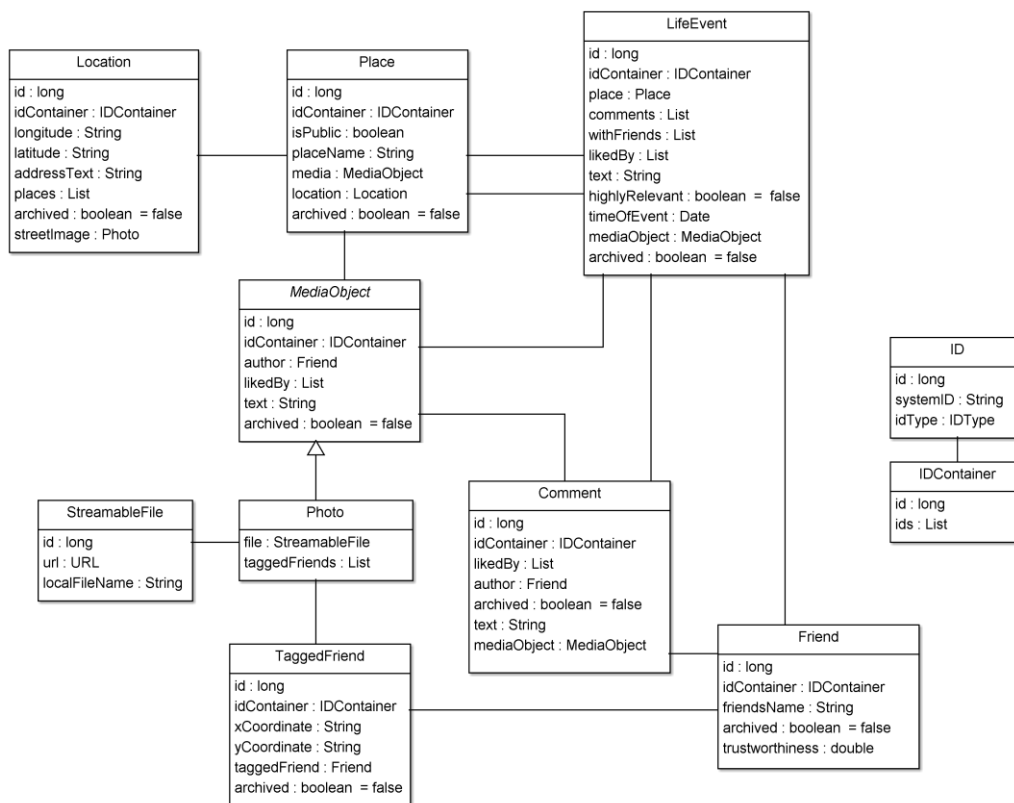 LifeEvent
id : long
idContainer : IDContainer
place : Place
comments : List
withFriends : List
likedBy : List
text : String
highlyRelevant : boolean = false
timeOfEvent : Date
mediaObject : MediaObject
archived : boolean = false
Location
id : long
idContainer : IDContainer
longitude : String
latitude : String
addressText : String
places : List
archived : boolean = false
streetImage : Photo
Place
id : long
idContainer : IDContainer
isPublic : boolean
placeName : String
media : MediaObject
location : Location
archived : boolean = false
MediaObject
id : long
idContainer : IDContainer
author : Friend
likedBy : List
text : String
archived : boolean = false
ID
id : long
systemID : String
idType : IDType
IDContainer
id : long
ids : List
StreamableFile
id : long
url : URL
localFileName : String
Photo
file : StreamableFile
taggedFriends : List
Comment
id : long
idContainer : IDContainer
likedBy : List
author : Friend
archived : boolean = false
text : String
mediaObject : MediaObject
TaggedFriend
id : long
idContainer : IDContainer
xCoordinate : String
yCoordinate : String
taggedFriend : Friend
archived : boolean = false
Friend
id : long
idContainer : IDContainer
friendsName : String
archived : boolean = false
trustworthiness : double